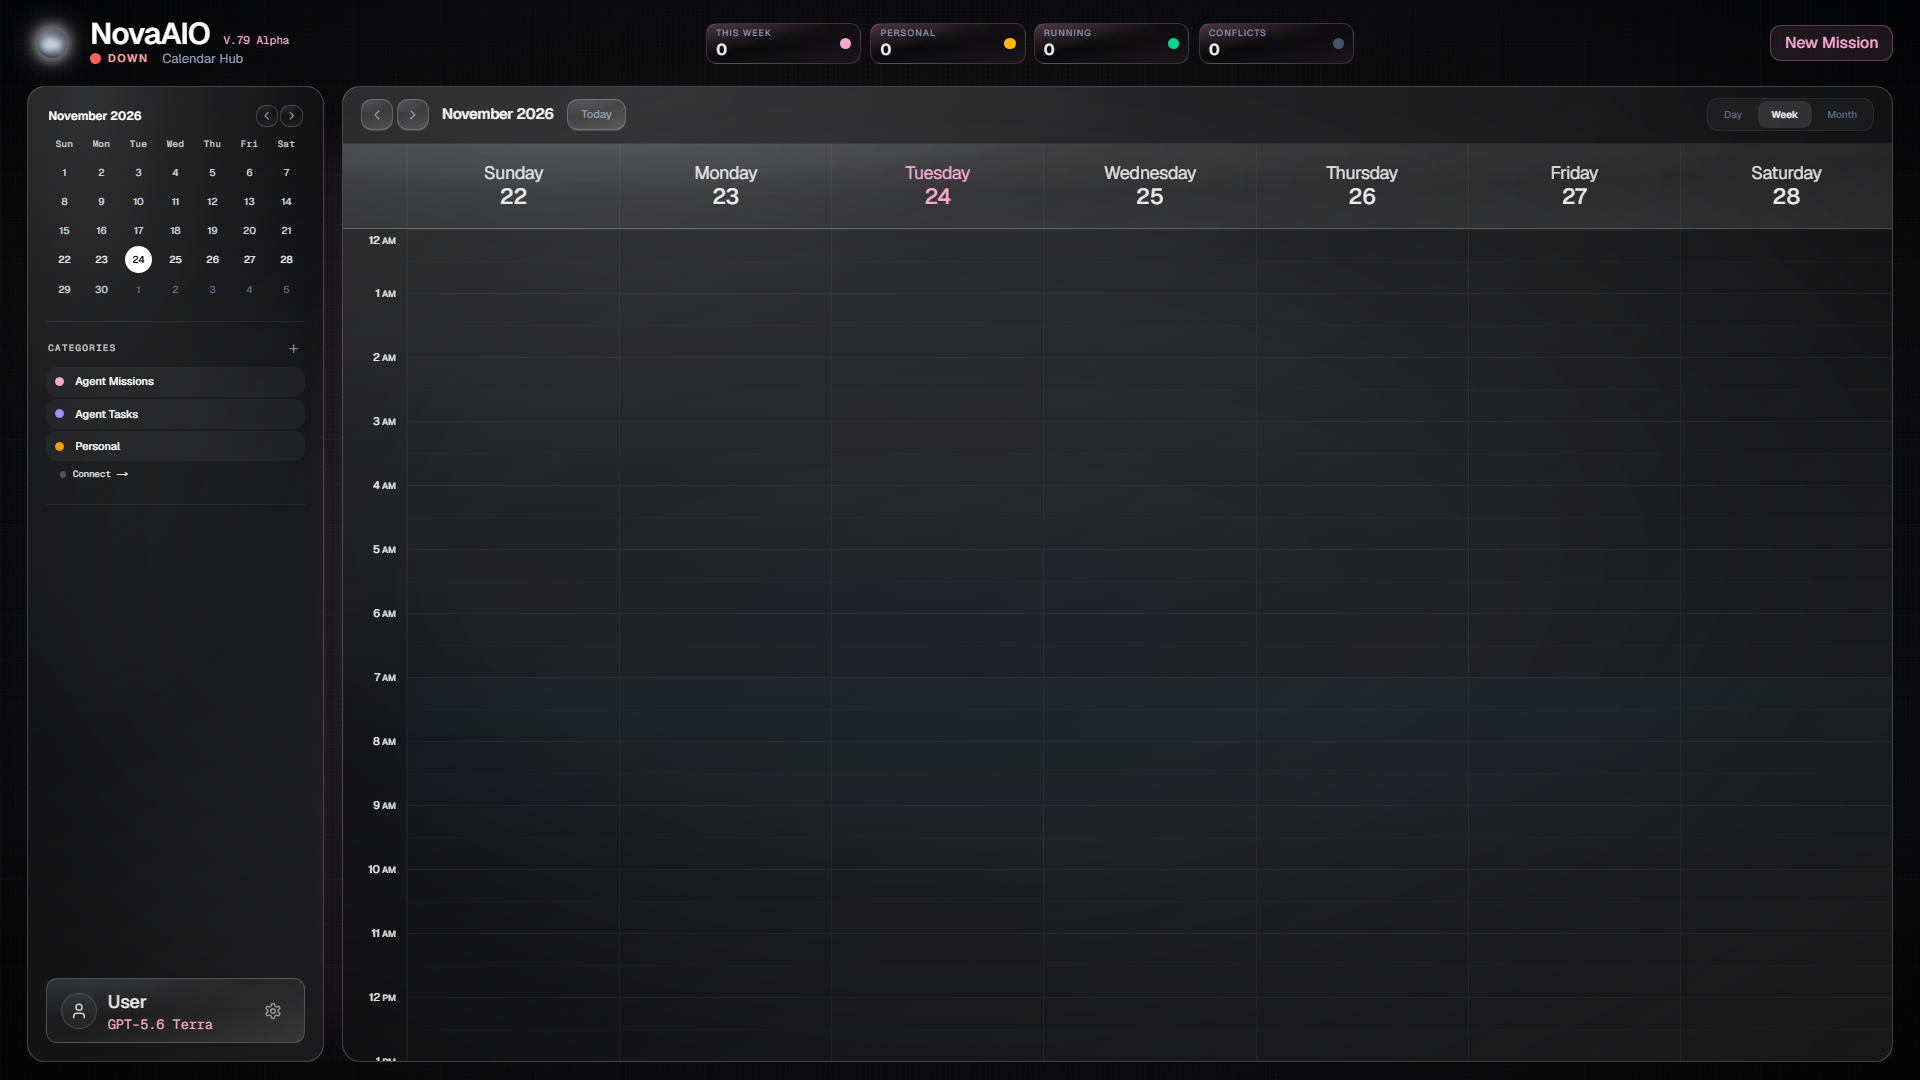 NovaAIO V.79 Alpha
DOWN Calendar Hub
THIS WEEK
0
PERSONAL
0
RUNNING
0
CONFLICTS
0
New Mission
November 2026
Sun Mon Tue Wed Thu Fri Sat
1 2 3 4 5 6 7
8 9 10 11 12 13 14
15 16 17 18 19 20 21
22 23 24 25 26 27 28
29 30 1 2 3 4 5
CATEGORIES
Agent Missions
Agent Tasks
Personal
Connect →
User
GPT-5.6 Terra
November 2026 Today
Day Week Month
Sunday Monday Tuesday Wednesday Thursday Friday Saturday
22 23 24 25 26 27 28
12 AM
1 AM
2 AM
3 AM
4 AM
5 AM
6 AM
7 AM
8 AM
9 AM
10 AM
11 AM
12 PM
1 PM